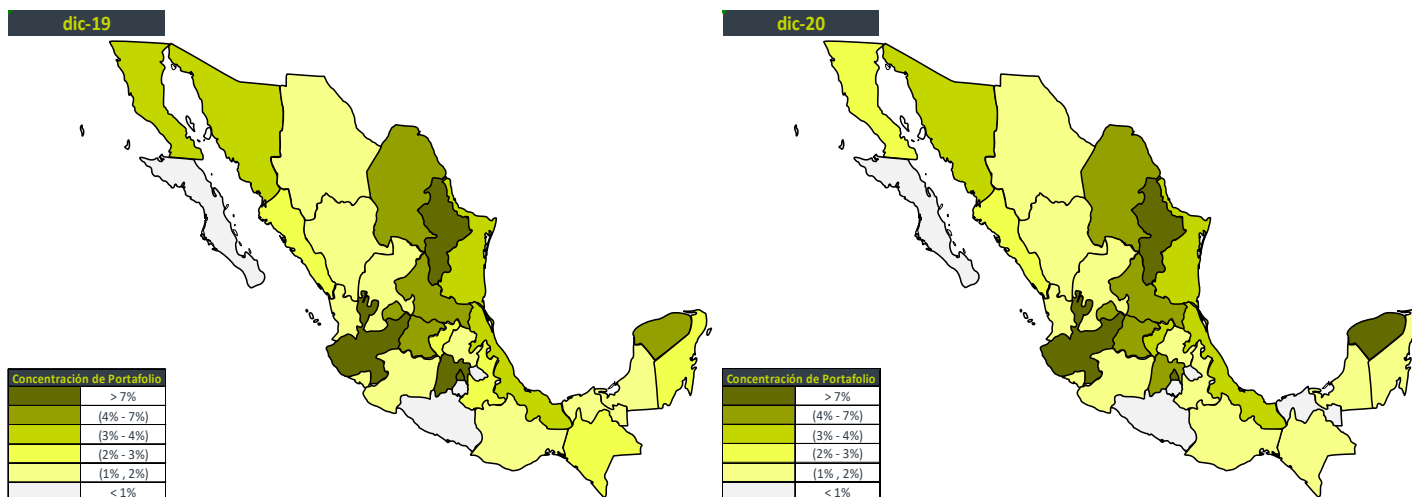 dic-19
Concentración de Portafolio
> 7%
(4% - 7%)
(3% - 4%)
(2% - 3%)
(1% , 2%)
< 1%
dic-20
Concentración de Portafolio
> 7%
(4% - 7%)
(3% - 4%)
(2% - 3%)
(1% , 2%)
< 1%